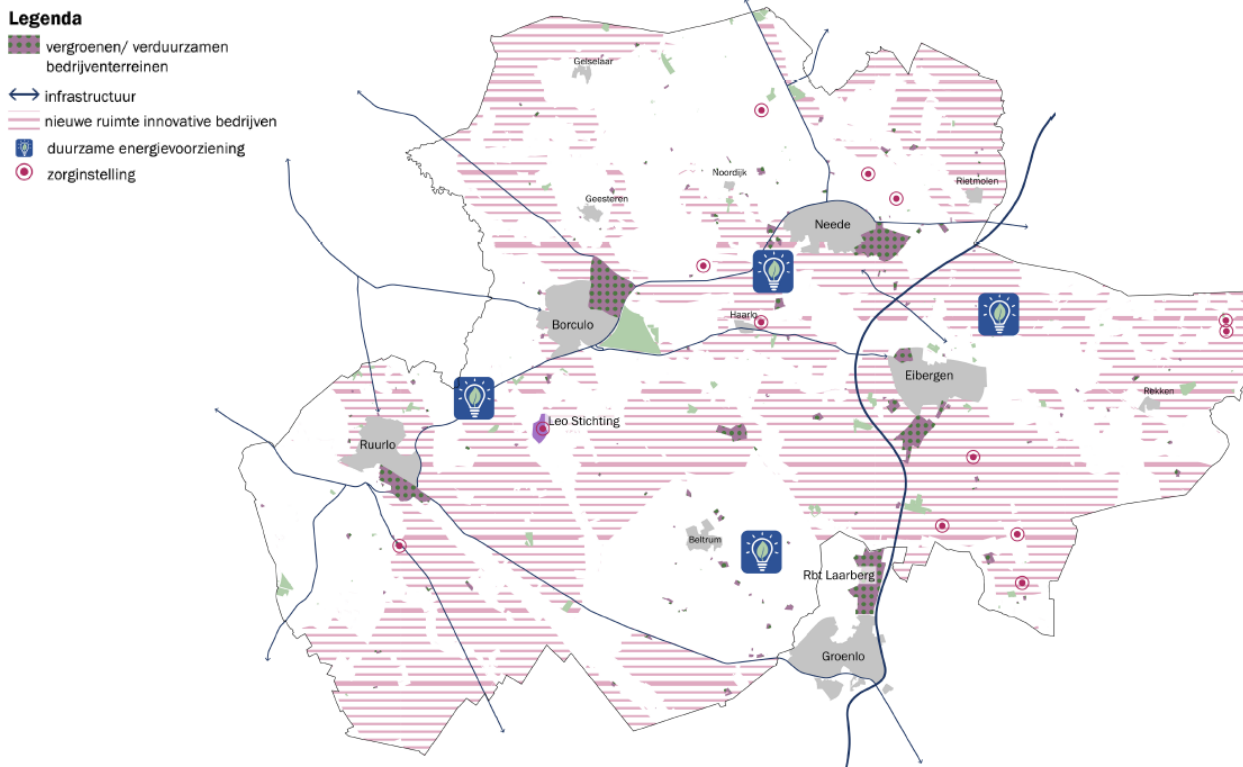 Legenda
vergroenen/ verduurzamen
bedrijventerreinen
infrastructuur
nieuwe ruimte innovative bedrijven
duurzame energievoorziening
zorginstelling
Gelselaar
Noordijk
Rietmolen
Geesteren
Neede
Haarlo
Borculo
Eibergen
Rekken
Leo Stichting
Ruurlo
Beltrum
Rbt Laarberg
Groenlo